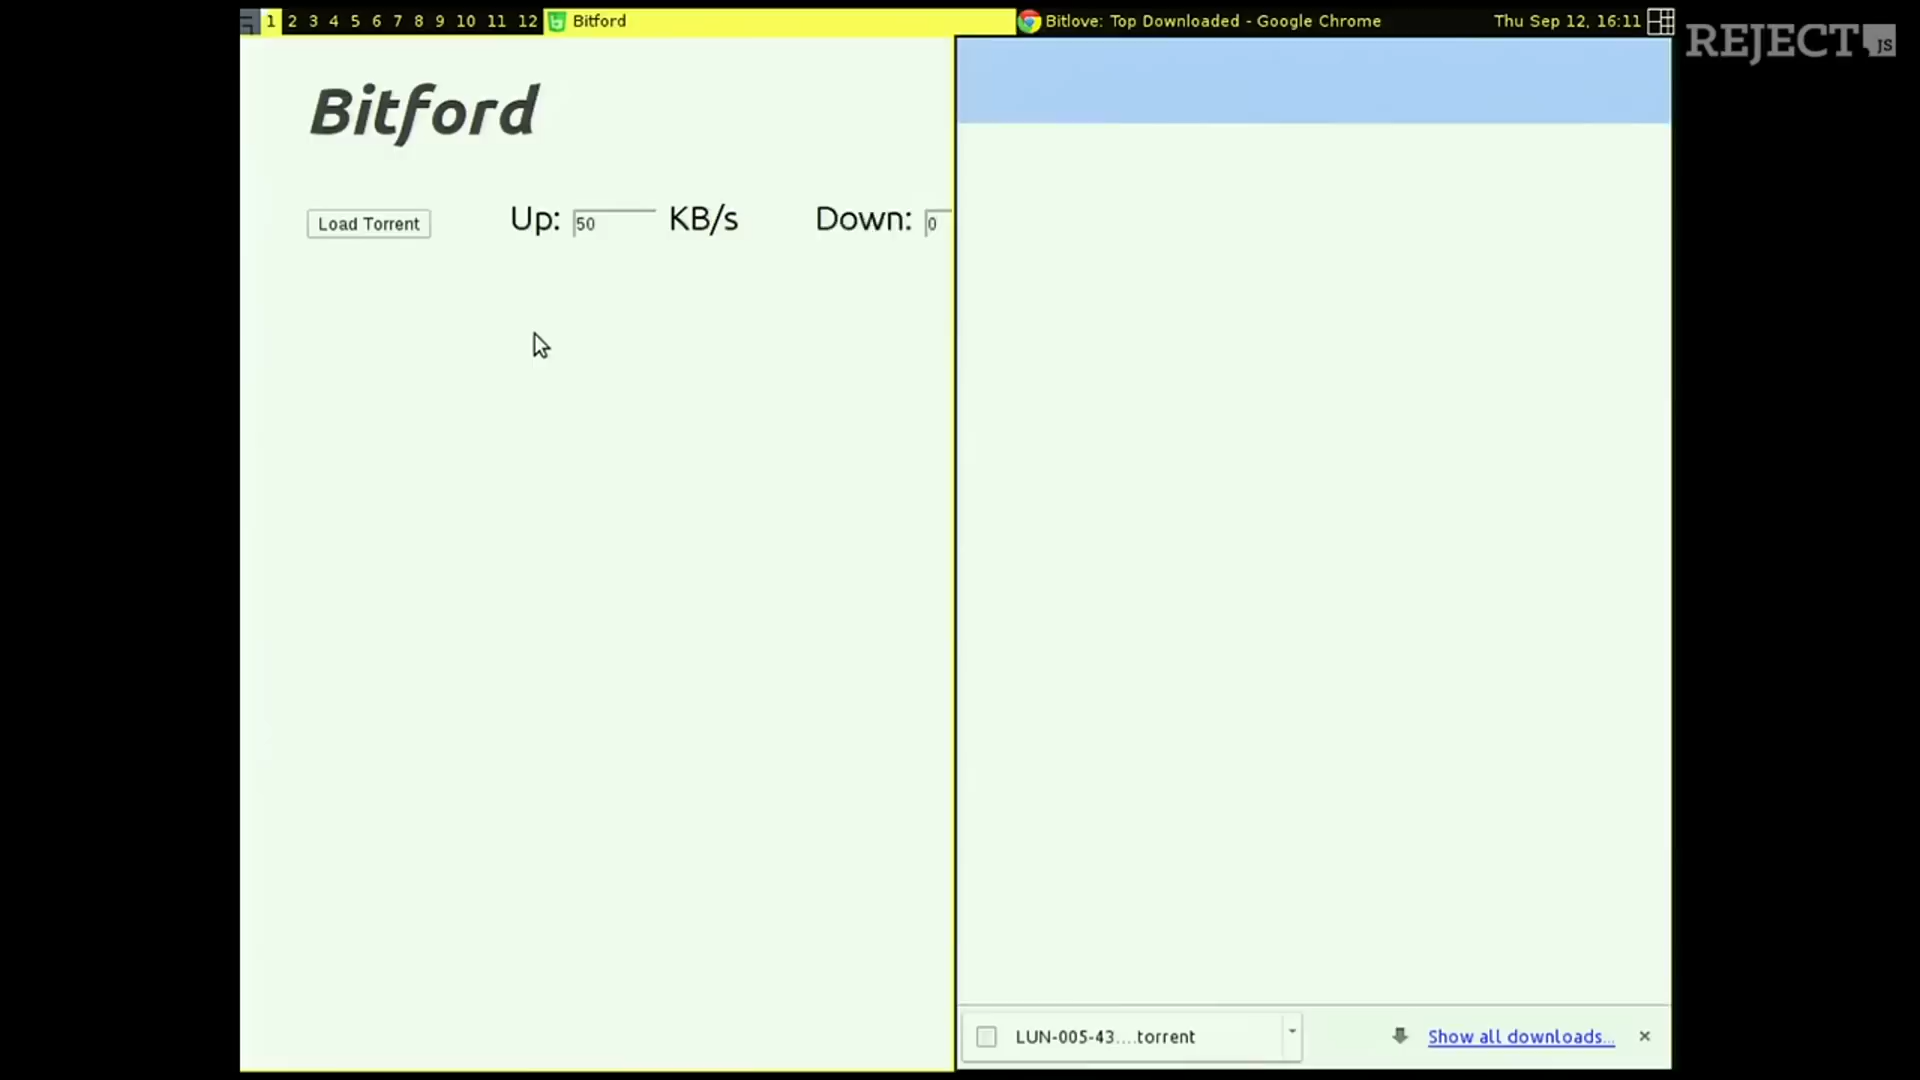 1 2 3 4 5 6 7 8 9 10 11 12 Bitford Bitlove: Top Downloaded - Google Chrome Thu Sep 12, 16:11
REJECT JS
Bitford
Load Torrent Up: 50 KB/s Down: 0
LUN-005-43....torrent Show all downloads...